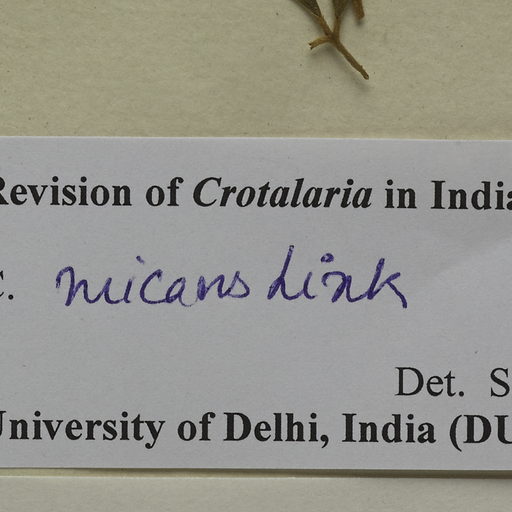 Revision of Crotalaria in India
C. micans Link
Det. S
University of Delhi, India (DU